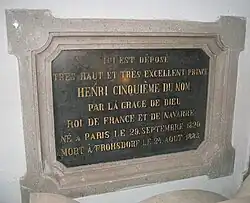 ICI EST DÉPOSÉ
TRÈS HAUT ET TRÈS EXCELLENT PRINCE
HENRI CINQUIÈME DU NOM
PAR LA GRACE DE DIEU
ROI DE FRANCE ET DE NAVARRE
NÉ A PARIS LE 29 SEPTEMBRE 1820
MORT À FROHSDORF LE 24 AOUT 1883